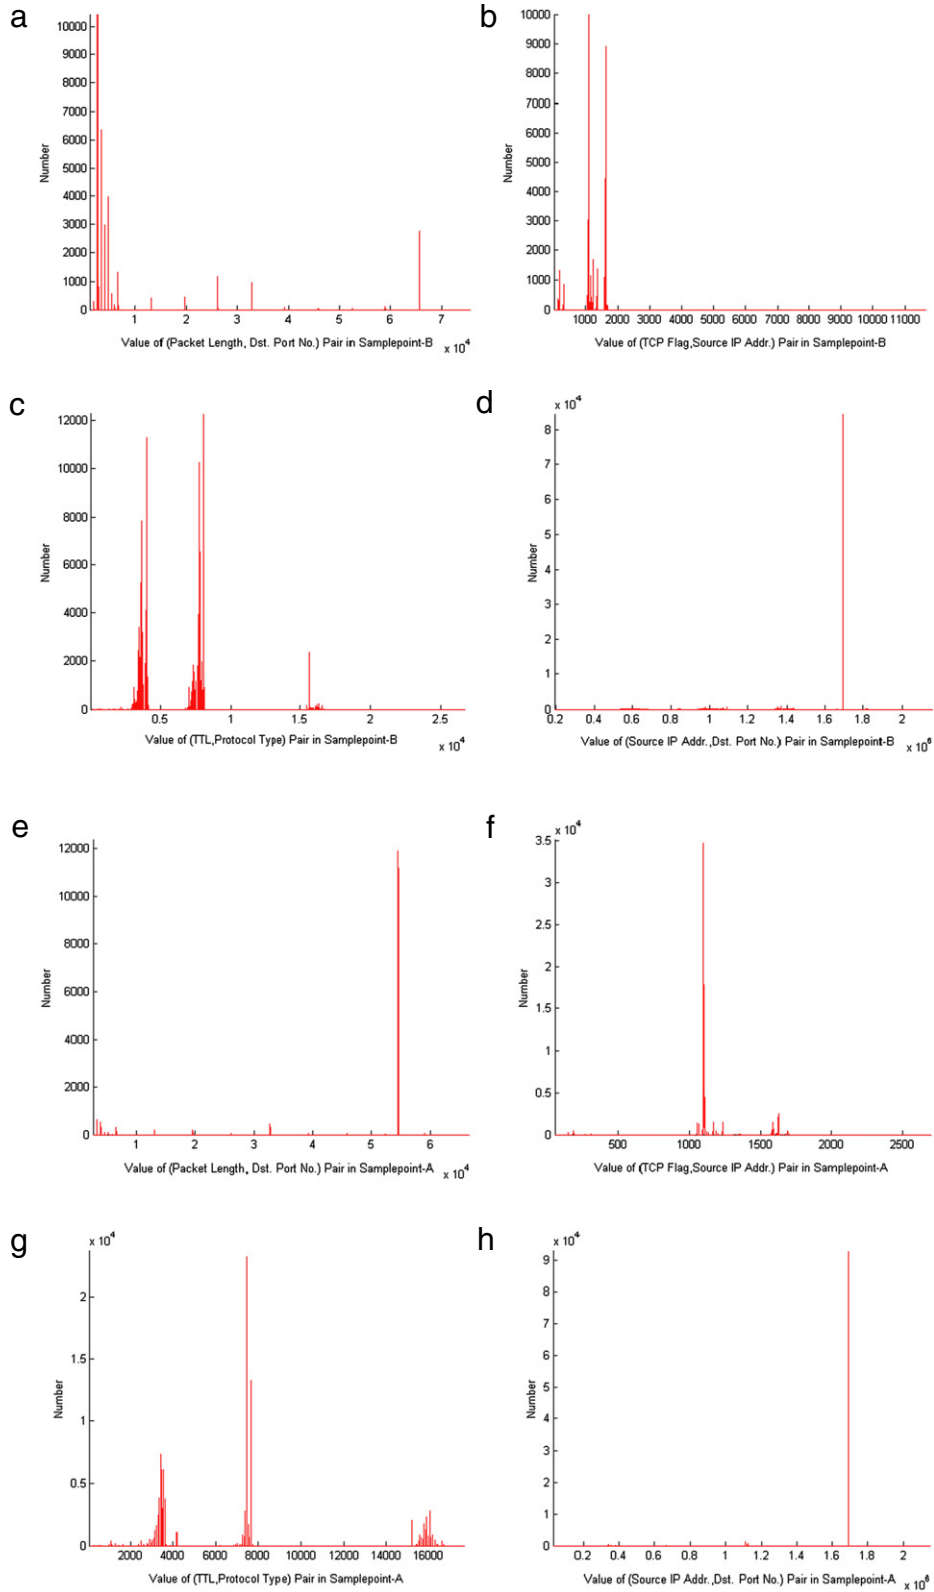 a
10000
9000
8000
7000
6000
5000
4000
3000
2000
1000
0
Number
1 2 3 4 5 6 7
Value of (Packet Length, Dst. Port No.) Pair in Samplepoint-B
x 10^4
b
10000
9000
8000
7000
6000
5000
4000
3000
2000
1000
0
Number
1000 2000 3000 4000 5000 6000 7000 8000 9000 10000 11000
Value of (TCP Flag,Source IP Addr.) Pair in Samplepoint-B
c
12000
10000
8000
6000
4000
2000
0
Number
0.5 1 1.5 2 2.5
Value of (TTL,Protocol Type) Pair in Samplepoint-B
x 10^4
d
x 10^4
8
7
6
5
4
3
2
1
0
Number
0.2 0.4 0.6 0.8 1 1.2 1.4 1.6 1.8 2
Value of (Source IP Addr.,Dst. Port No.) Pair in Samplepoint-B
x 10^6
e
12000
10000
8000
6000
4000
2000
0
Number
1 2 3 4 5 6
Value of (Packet Length, Dst. Port No.) Pair in Samplepoint-A
x 10^4
f
x 10^4
3.5
3
2.5
2
1.5
1
0.5
0
Number
500 1000 1500 2000 2500
Value of (TCP Flag,Source IP Addr.) Pair in Samplepoint-A
g
x 10^4
2
1.5
1
0.5
0
Number
2000 4000 6000 8000 10000 12000 14000 16000
Value of (TTL,Protocol Type) Pair in Samplepoint-A
h
x 10^4
9
8
7
6
5
4
3
2
1
0
Number
0.2 0.4 0.6 0.8 1 1.2 1.4 1.6 1.8 2
Value of (Source IP Addr.,Dst. Port No.) Pair in Samplepoint-A
x 10^6